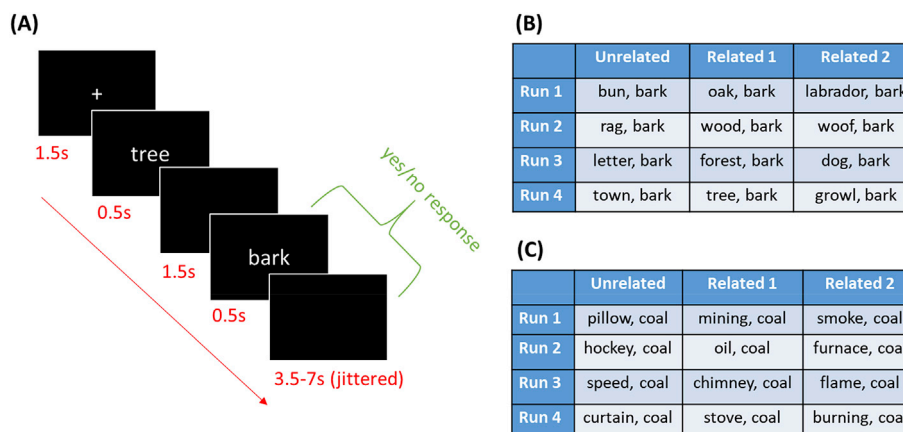 (A)
+
1.5s
tree
0.5s
1.5s
bark
0.5s
3.5-7s (jittered)
yes/no response
(B)
Unrelated Related 1 Related 2
Run 1 bun, bark oak, bark labrador, bark
Run 2 rag, bark wood, bark woof, bark
Run 3 letter, bark forest, bark dog, bark
Run 4 town, bark tree, bark growl, bark
(C)
Unrelated Related 1 Related 2
Run 1 pillow, coal mining, coal smoke, coal
Run 2 hockey, coal oil, coal furnace, coal
Run 3 speed, coal chimney, coal flame, coal
Run 4 curtain, coal stove, coal burning, coal